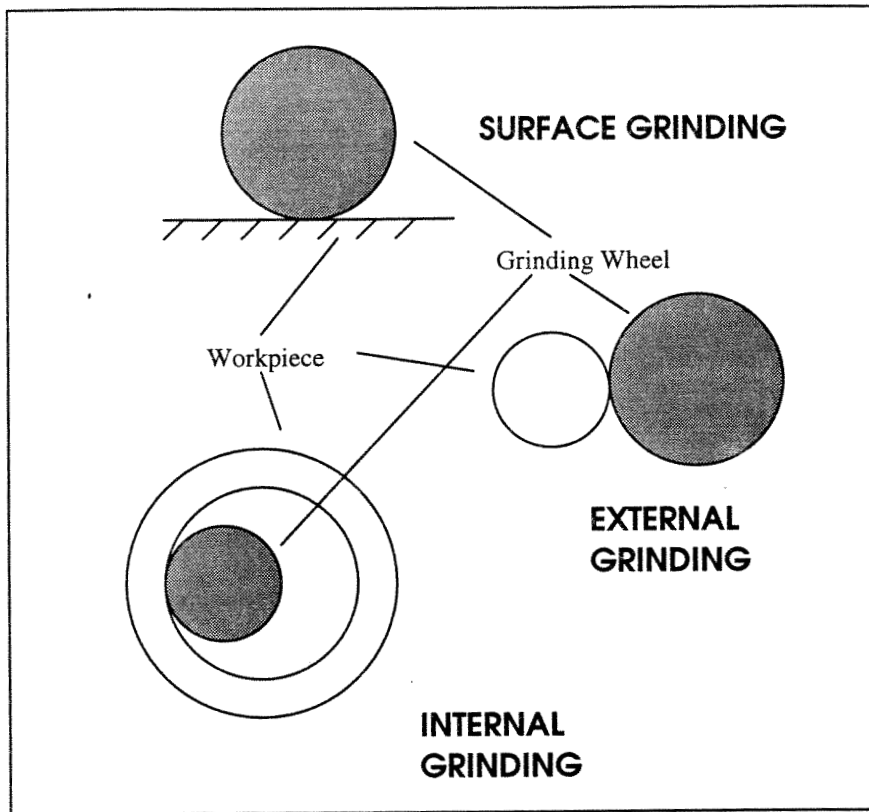 SURFACE GRINDING
Grinding Wheel
Workpiece
EXTERNAL
GRINDING
INTERNAL
GRINDING